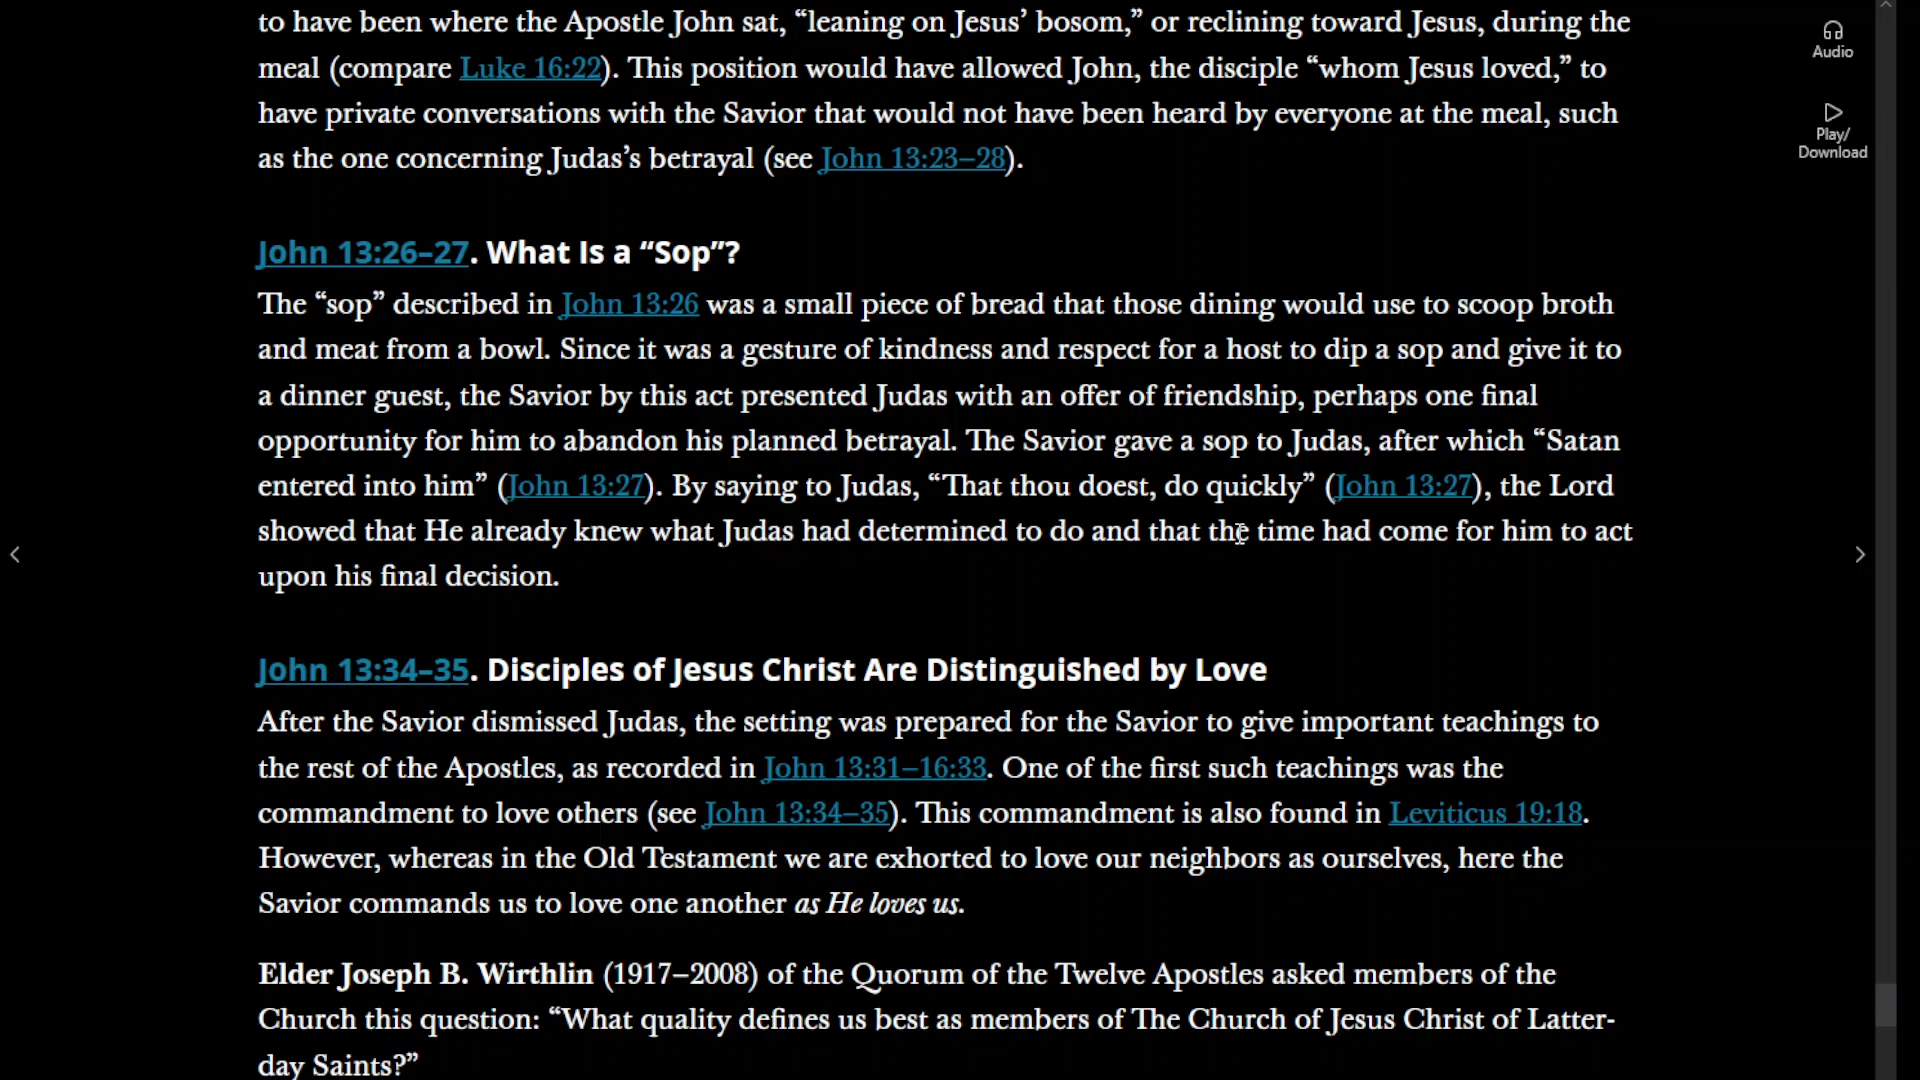 to have been where the Apostle John sat, “leaning on Jesus’ bosom,” or reclining toward Jesus, during the
meal (compare Luke 16:22). This position would have allowed John, the disciple “whom Jesus loved,” to
have private conversations with the Savior that would not have been heard by everyone at the meal, such
as the one concerning Judas’s betrayal (see John 13:23–28).
John 13:26–27. What Is a “Sop”?
The “sop” described in John 13:26 was a small piece of bread that those dining would use to scoop broth
and meat from a bowl. Since it was a gesture of kindness and respect for a host to dip a sop and give it to
a dinner guest, the Savior by this act presented Judas with an offer of friendship, perhaps one final
opportunity for him to abandon his planned betrayal. The Savior gave a sop to Judas, after which “Satan
entered into him” (John 13:27). By saying to Judas, “That thou doest, do quickly” (John 13:27), the Lord
showed that He already knew what Judas had determined to do and that the time had come for him to act
upon his final decision.
John 13:34–35. Disciples of Jesus Christ Are Distinguished by Love
After the Savior dismissed Judas, the setting was prepared for the Savior to give important teachings to
the rest of the Apostles, as recorded in John 13:31–16:33. One of the first such teachings was the
commandment to love others (see John 13:34–35). This commandment is also found in Leviticus 19:18.
However, whereas in the Old Testament we are exhorted to love our neighbors as ourselves, here the
Savior commands us to love one another as He loves us.
Elder Joseph B. Wirthlin (1917–2008) of the Quorum of the Twelve Apostles asked members of the
Church this question: “What quality defines us best as members of The Church of Jesus Christ of Latter-
day Saints?”
Audio
Play/
Download